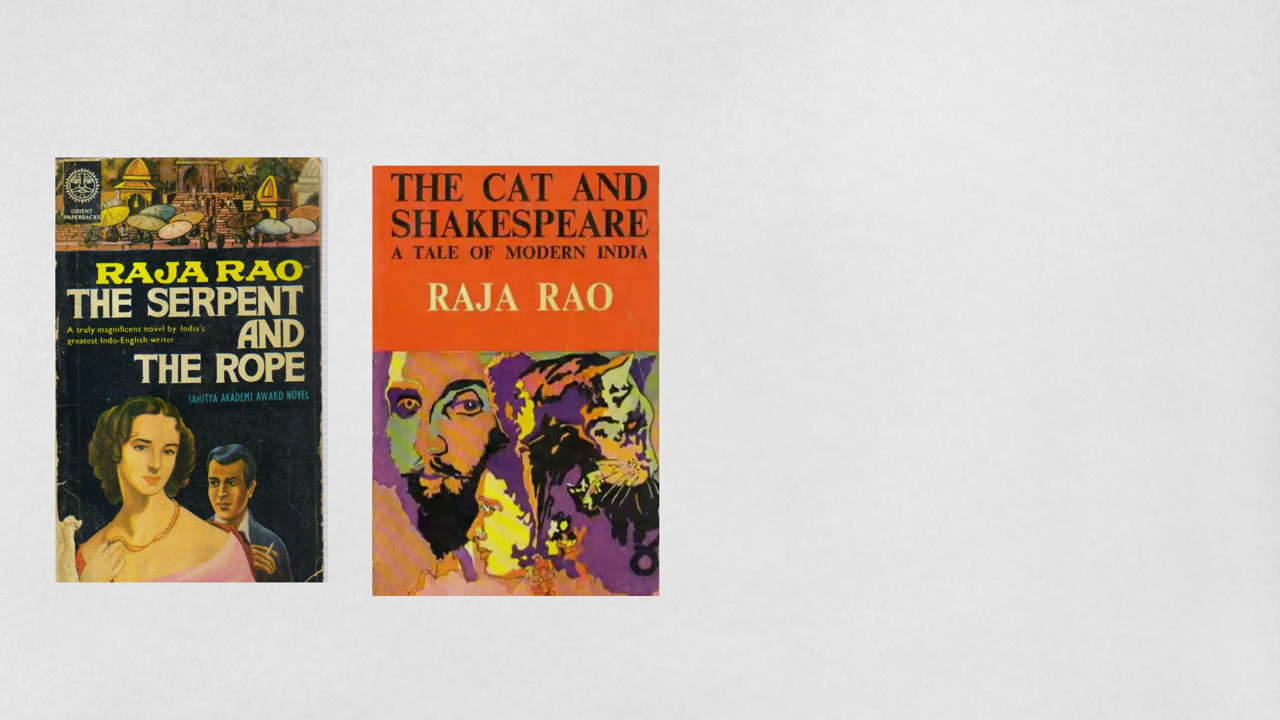 ORIENT
PAPERBACKS
RAJA RAO
THE SERPENT
A truly magnificent novel by India's
greatest Indo-English writer
AND
THE ROPE
SAHITYA AKADEMI AWARD NOVEL
THE CAT AND
SHAKESPEARE
A TALE OF MODERN INDIA
RAJA RAO